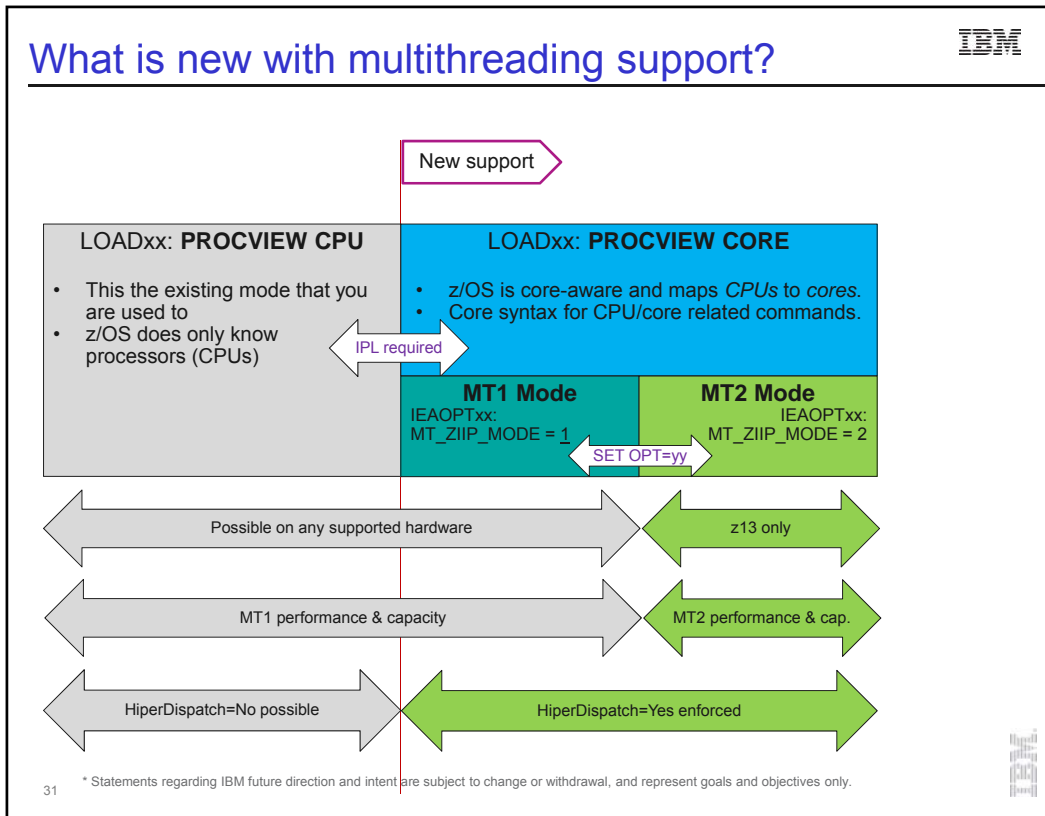 What is new with multithreading support?
IBM
New support
LOADxx: PROCVIEW CPU
• This the existing mode that you
are used to
• z/OS does only know
processors (CPUs)
LOADxx: PROCVIEW CORE
• z/OS is core-aware and maps CPUs to cores.
• Core syntax for CPU/core related commands.
IPL required
MT1 Mode
IEAOPTxx:
MT_ZIIP_MODE = 1
MT2 Mode
IEAOPTxx:
MT_ZIIP_MODE = 2
SET OPT=yy
Possible on any supported hardware
z13 only
MT1 performance & capacity
MT2 performance & cap.
HiperDispatch=No possible
HiperDispatch=Yes enforced
* Statements regarding IBM future direction and intent are subject to change or withdrawal, and represent goals and objectives only.
31
IBM